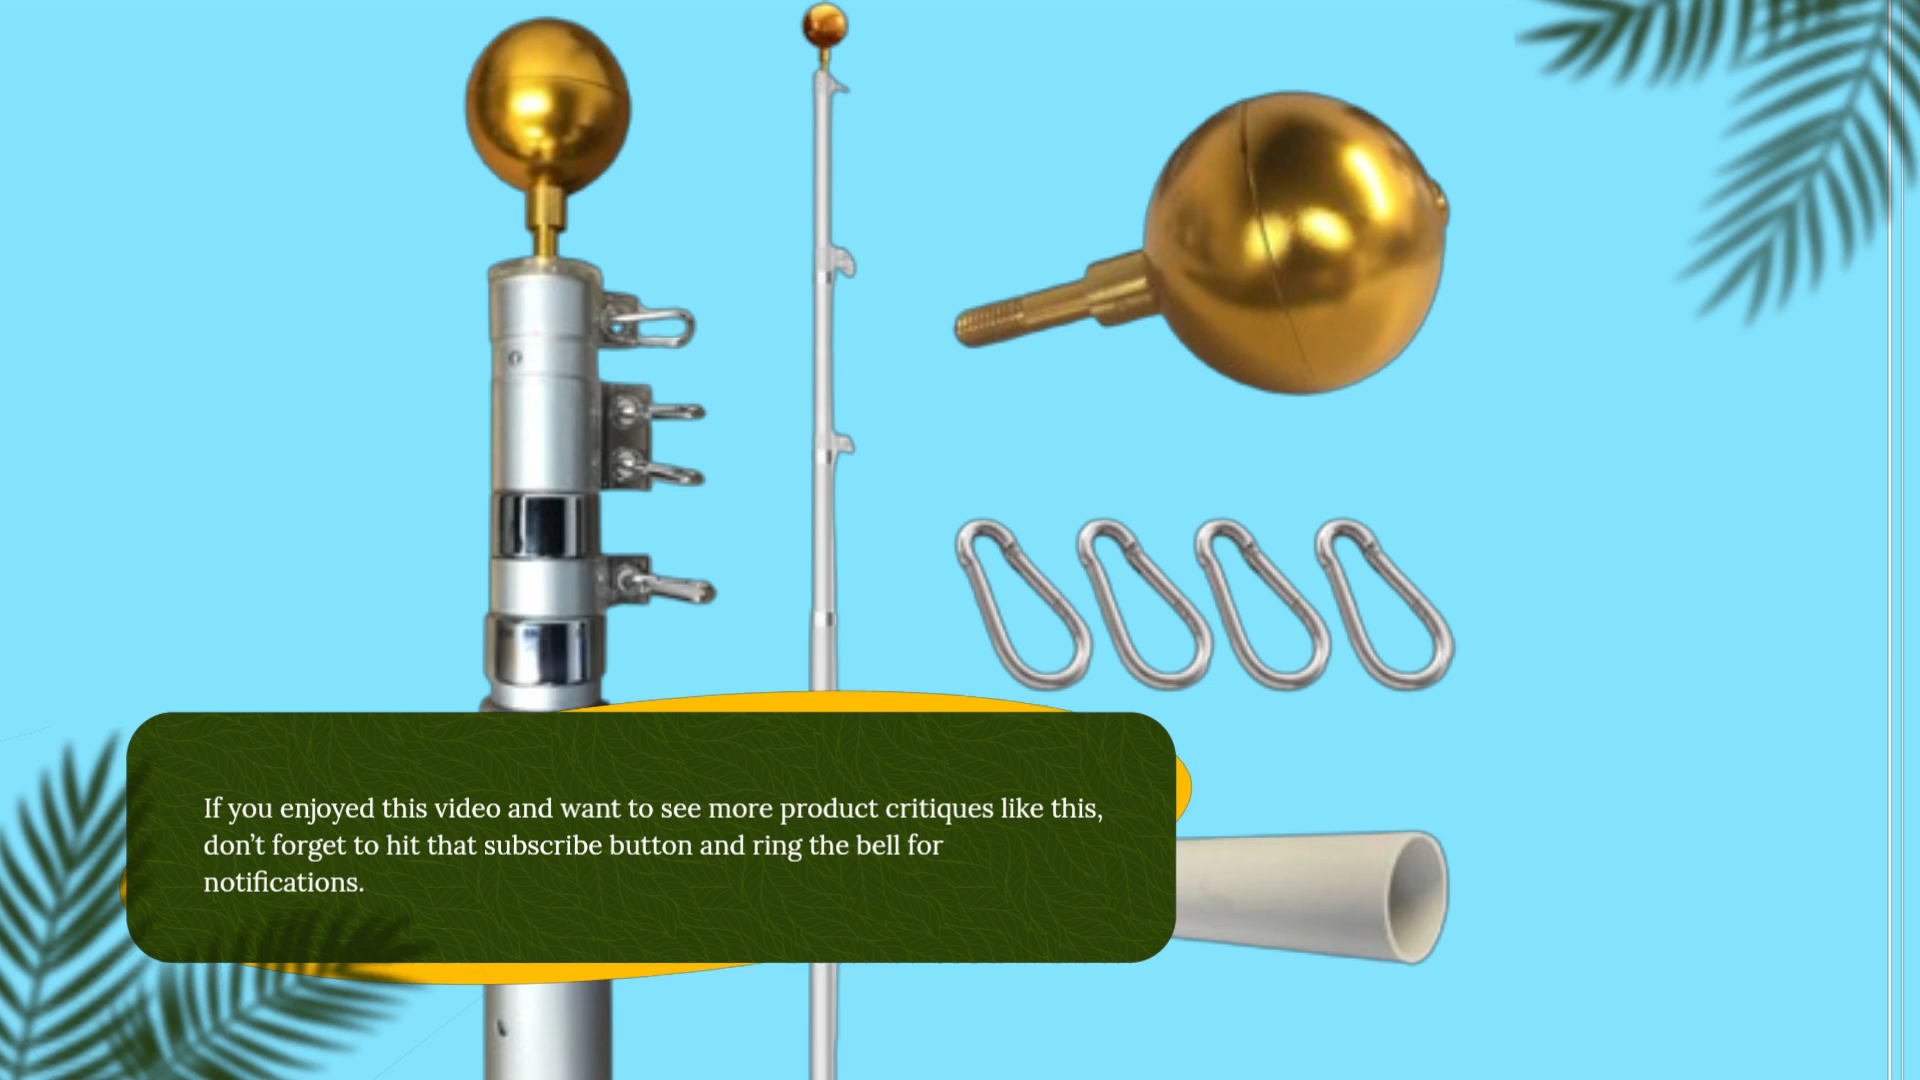 If you enjoyed this video and want to see more product critiques like this,
don’t forget to hit that subscribe button and ring the bell for
notifications.